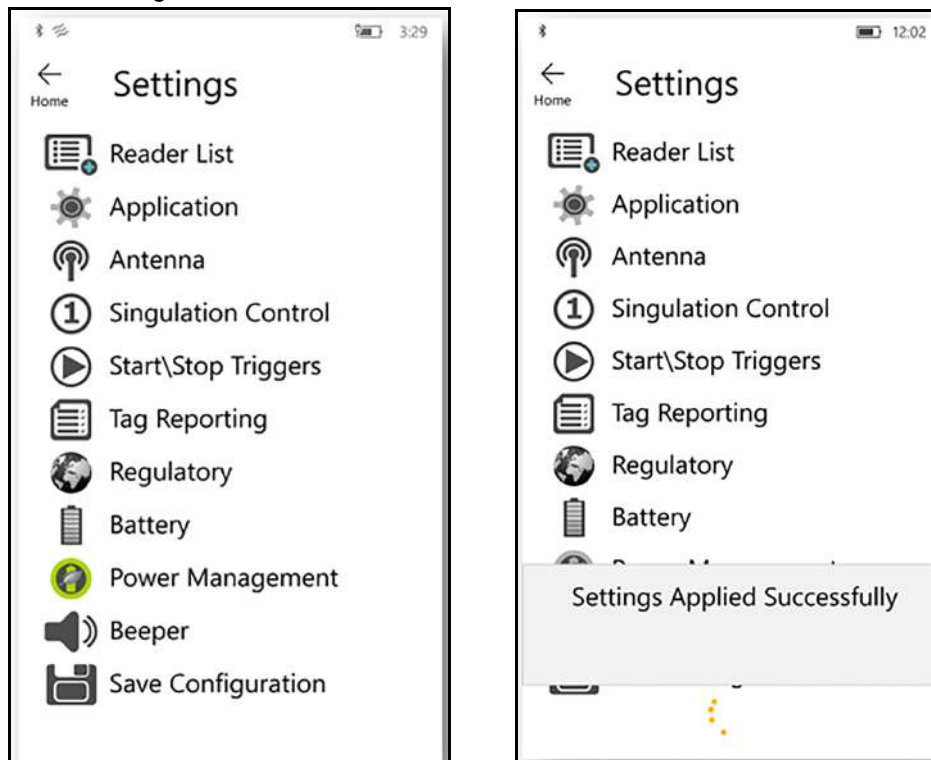 3:29
Home
Settings
Reader List
Application
Antenna
1
Singulation Control
Start\Stop Triggers
Tag Reporting
Regulatory
Battery
Power Management
Beeper
Save Configuration
12:02
Home
Settings
Reader List
Application
Antenna
1
Singulation Control
Start\Stop Triggers
Tag Reporting
Regulatory
Battery
Settings Applied Successfully